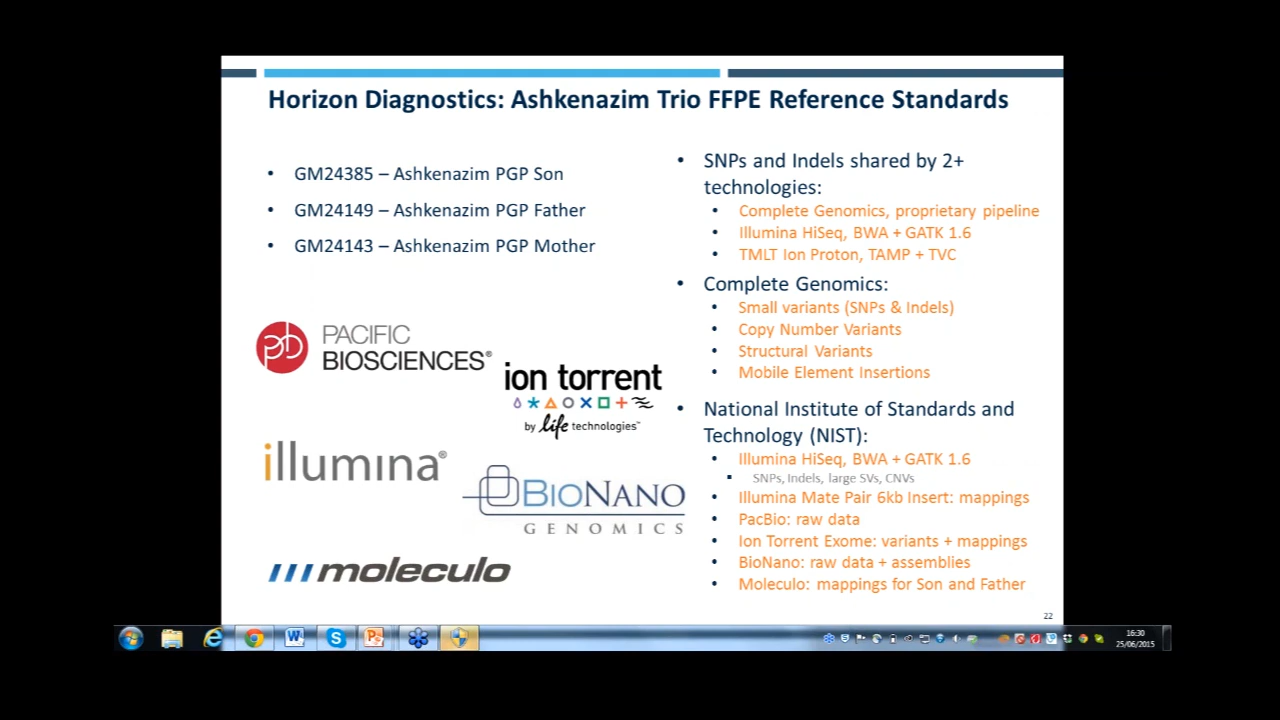 Horizon Diagnostics: Ashkenazim Trio FFPE Reference Standards
• GM24385 – Ashkenazim PGP Son
• GM24149 – Ashkenazim PGP Father
• GM24143 – Ashkenazim PGP Mother
PACIFIC
BIOSCIENCES®
ion torrent
by life technologies™
illumina®
BIONANO
GENOMICS
moleculo
• SNPs and Indels shared by 2+
technologies:
• Complete Genomics, proprietary pipeline
• Illumina HiSeq, BWA + GATK 1.6
• TMLT Ion Proton, TAMP + TVC
• Complete Genomics:
• Small variants (SNPs & Indels)
• Copy Number Variants
• Structural Variants
• Mobile Element Insertions
• National Institute of Standards and
Technology (NIST):
• Illumina HiSeq, BWA + GATK 1.6
▪ SNPs, Indels, large SVs, CNVs
• Illumina Mate Pair 6kb Insert: mappings
• PacBio: raw data
• Ion Torrent Exome: variants + mappings
• BioNano: raw data + assemblies
• Moleculo: mappings for Son and Father
22
16:30
25/06/2015